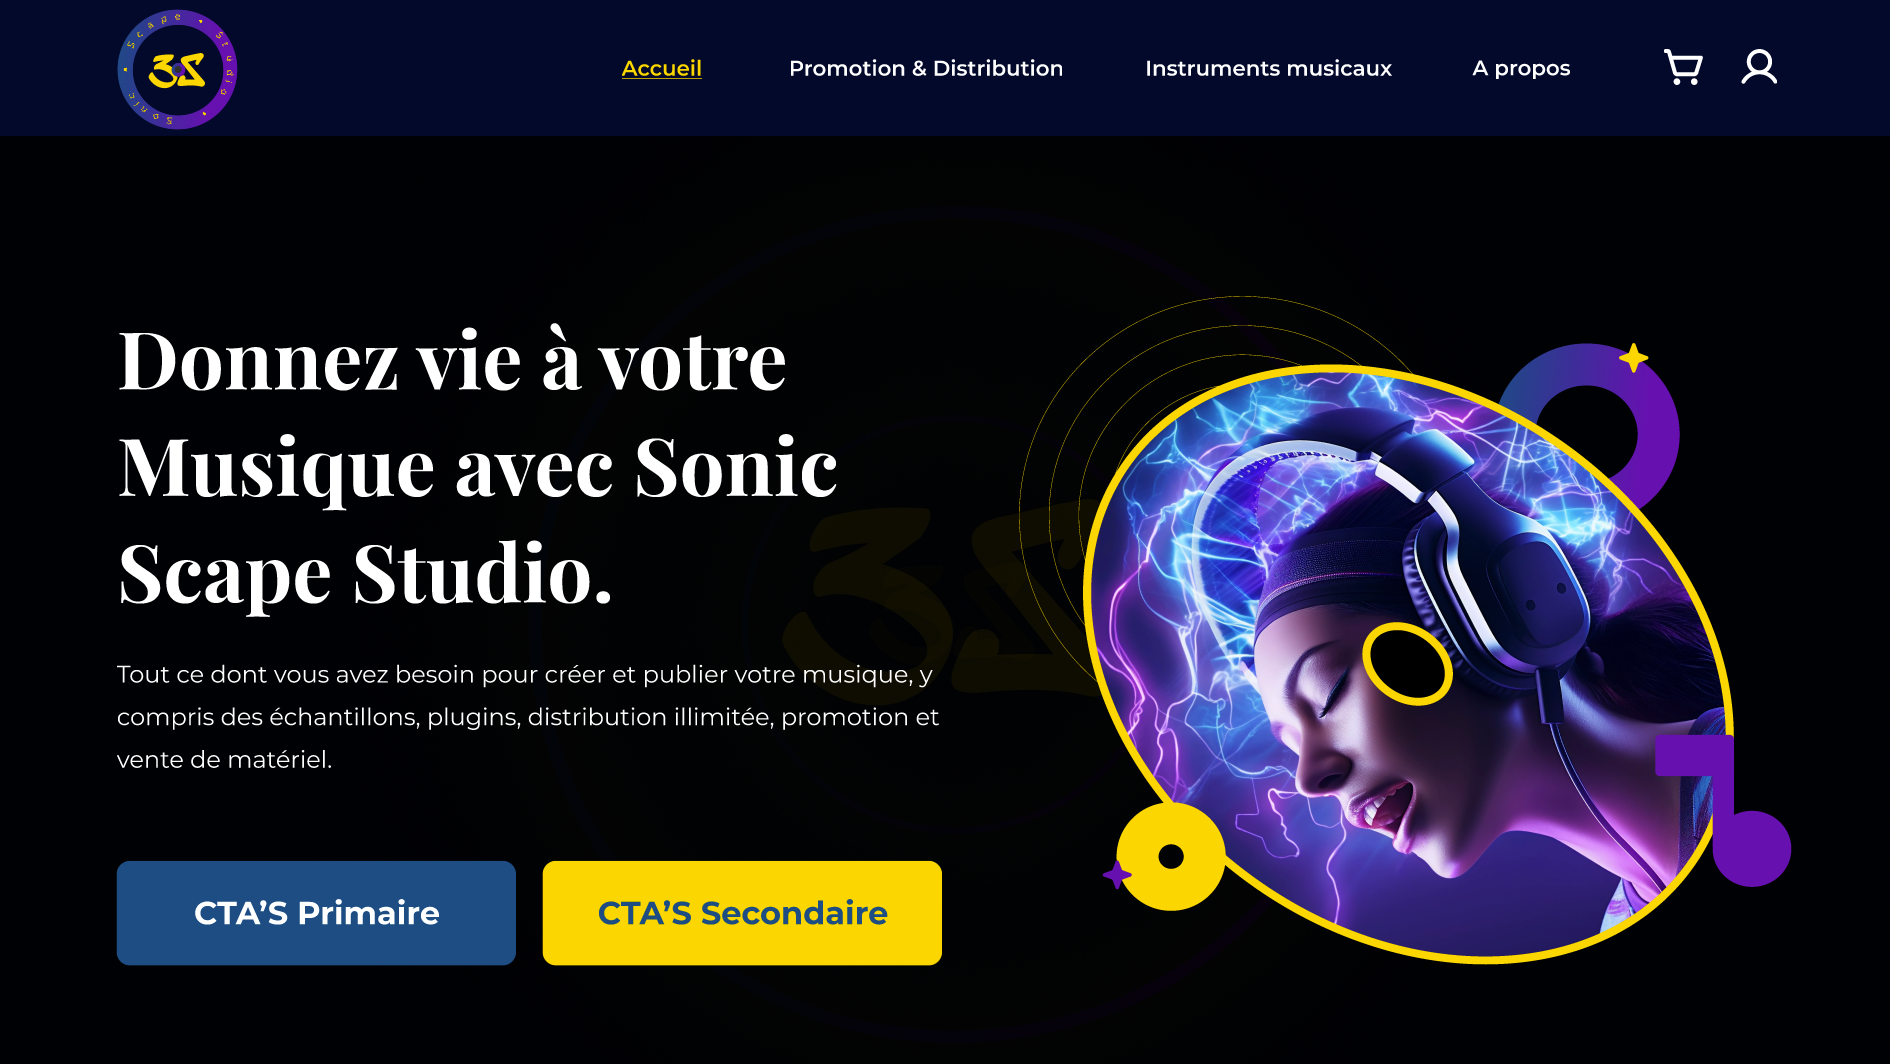 Sonic • Scape • Studio •
3S
Accueil
Promotion & Distribution
Instruments musicaux
A propos
Donnez vie à votre
Musique avec Sonic
Scape Studio.
Tout ce dont vous avez besoin pour créer et publier votre musique, y
compris des échantillons, plugins, distribution illimitée, promotion et
vente de matériel.
CTA’S Primaire
CTA’S Secondaire